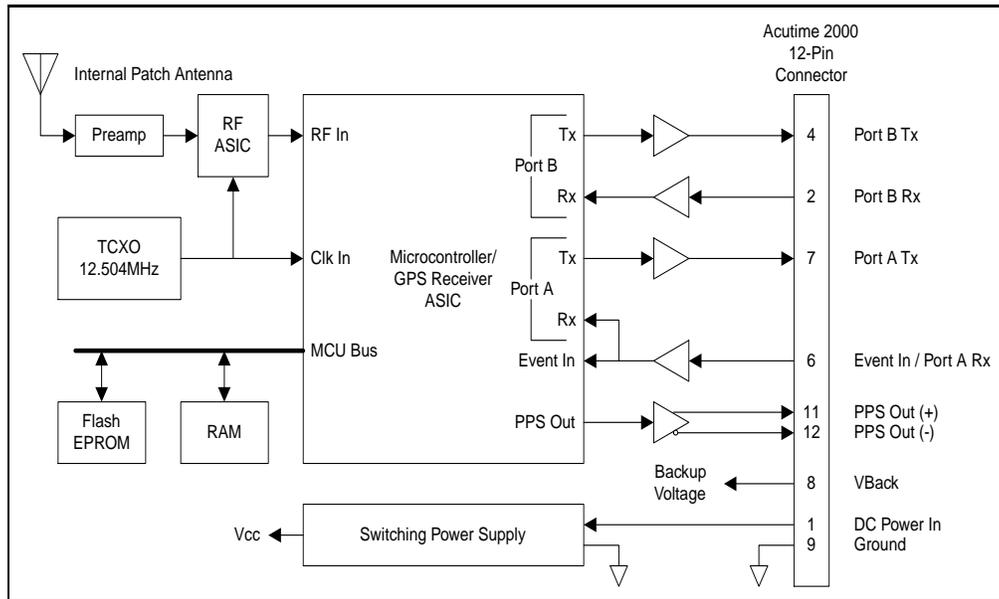 Acutime 2000
12-Pin
Connector
Internal Patch Antenna
Preamp
RF
ASIC
RF In
Tx
Port B
Rx
4
Port B Tx
2
Port B Rx
TCXO
12.504MHz
Clk In
Microcontroller/
GPS Receiver
ASIC
Tx
Port A
Rx
7
Port A Tx
MCU Bus
Event In
6
Event In / Port A Rx
Flash
EPROM
RAM
PPS Out
11
PPS Out (+)
12
PPS Out (-)
Backup
Voltage
8
VBack
Vcc
Switching Power Supply
1
DC Power In
9
Ground